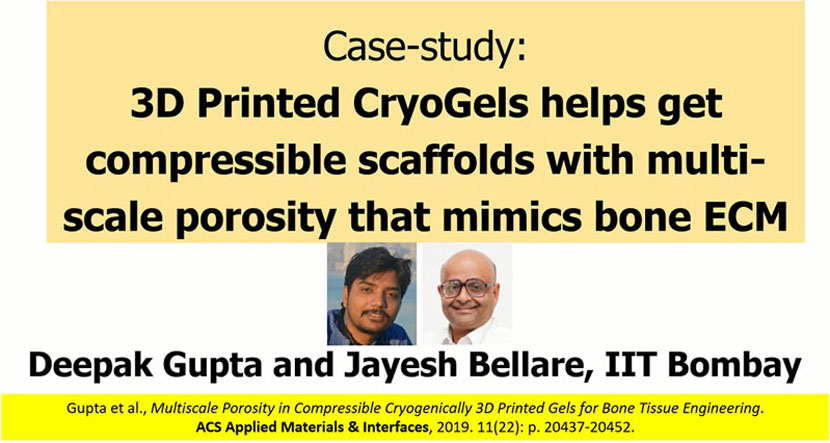 Case-study:
3D Printed CryoGels helps get
compressible scaffolds with multi-
scale porosity that mimics bone ECM
Deepak Gupta and Jayesh Bellare, IIT Bombay
Gupta et al., Multiscale Porosity in Compressible Cryogenically 3D Printed Gels for Bone Tissue Engineering.
ACS Applied Materials & Interfaces, 2019. 11(22): p. 20437-20452.